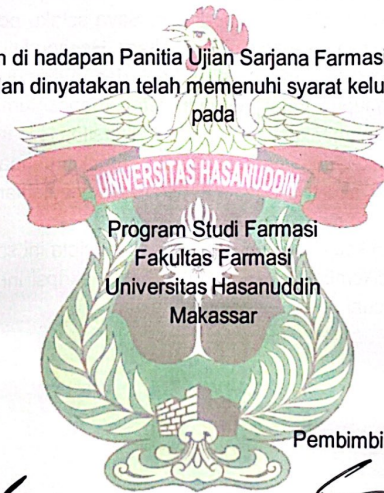 di hadapan Panitia Ujian Sarjana Farmas
an dinyatakan telah memenuhi syarat kelu
pada
UNIVERSITAS HASANUDDIN
Program Studi Farmasi
Fakultas Farmasi
Universitas Hasanuddin
Makassar
Pembimbi